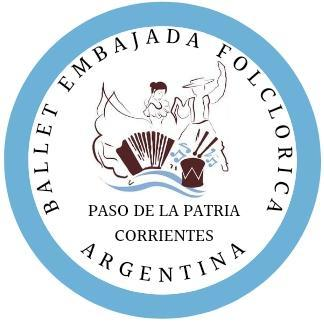 BALLET EMBAJADA FOLCLORICA
PASO DE LA PATRIA
CORRIENTES
ARGENTINA